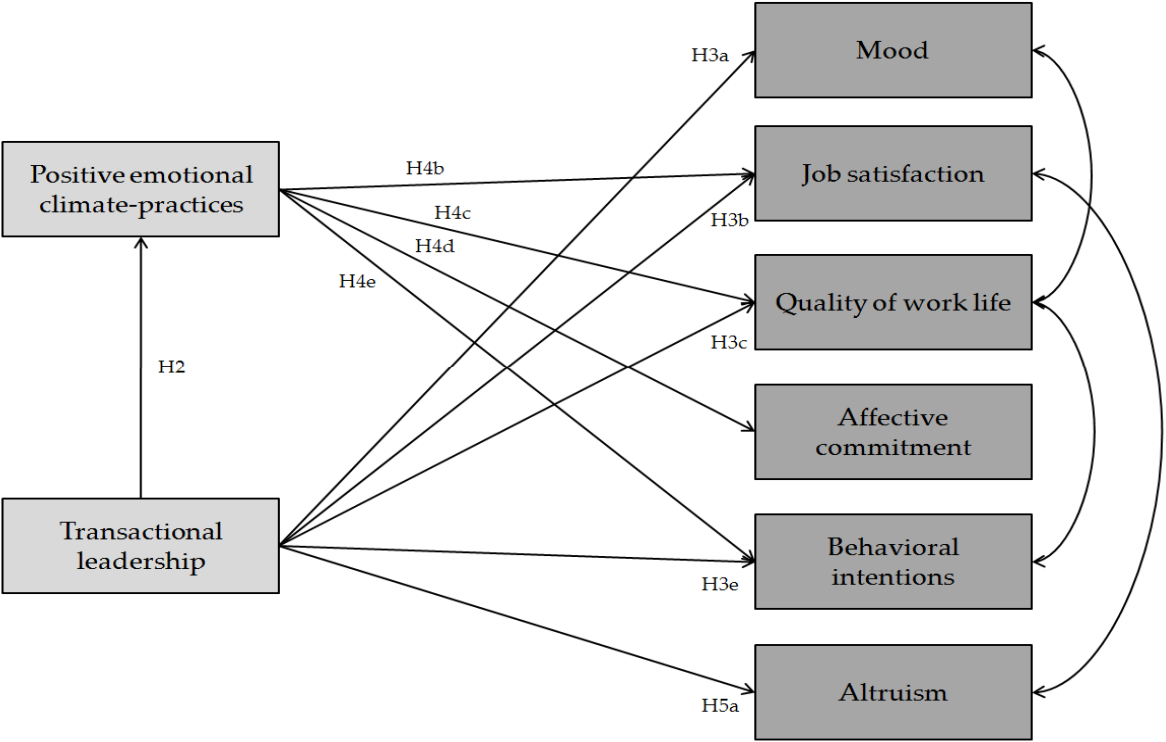 Mood
H3a
Positive emotional
climate-practices
H4b
Job satisfaction
H4c
H3b
H4d
H4e
Quality of work life
H3c
H2
Affective
commitment
Transactional
leadership
Behavioral
intentions
H3e
Altruism
H5a